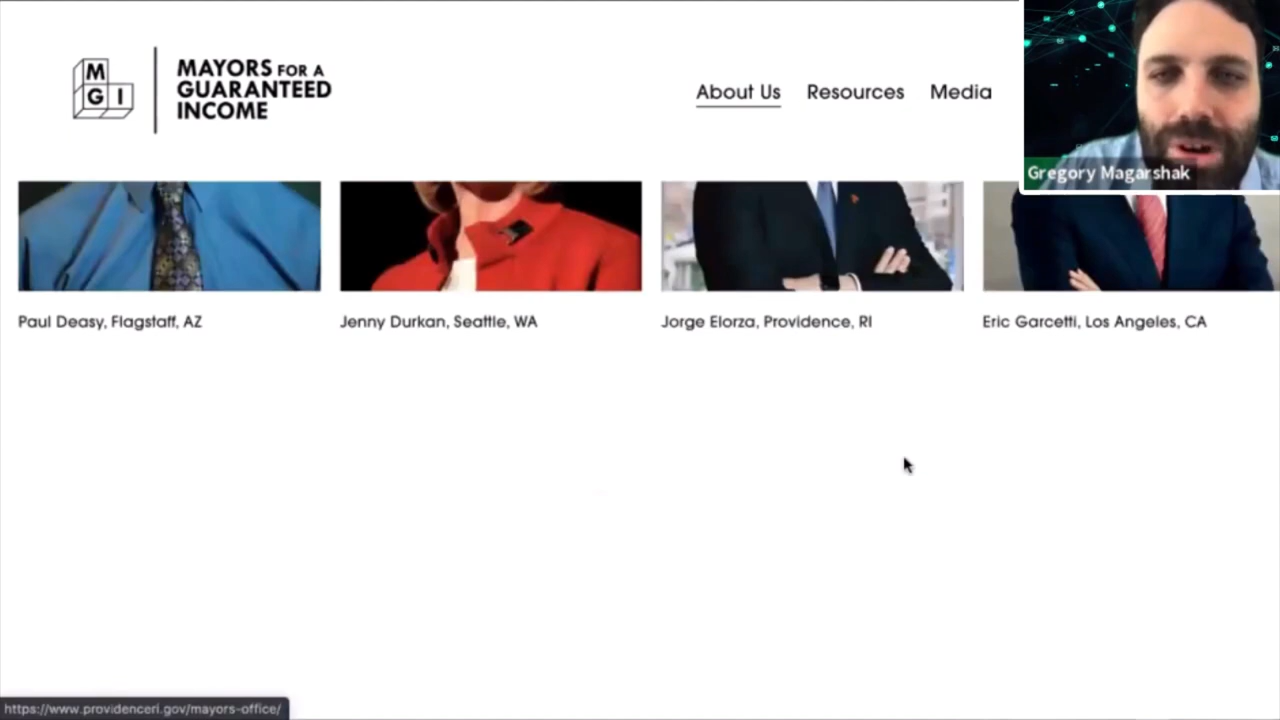 M
G I
MAYORS FOR A
GUARANTEED
INCOME
About Us
Resources
Media
Gregory Magarshak
Paul Deasy, Flagstaff, AZ
Jenny Durkan, Seattle, WA
Jorge Elorza, Providence, RI
Eric Garcetti, Los Angeles, CA
https://www.providenceri.gov/mayors-office/